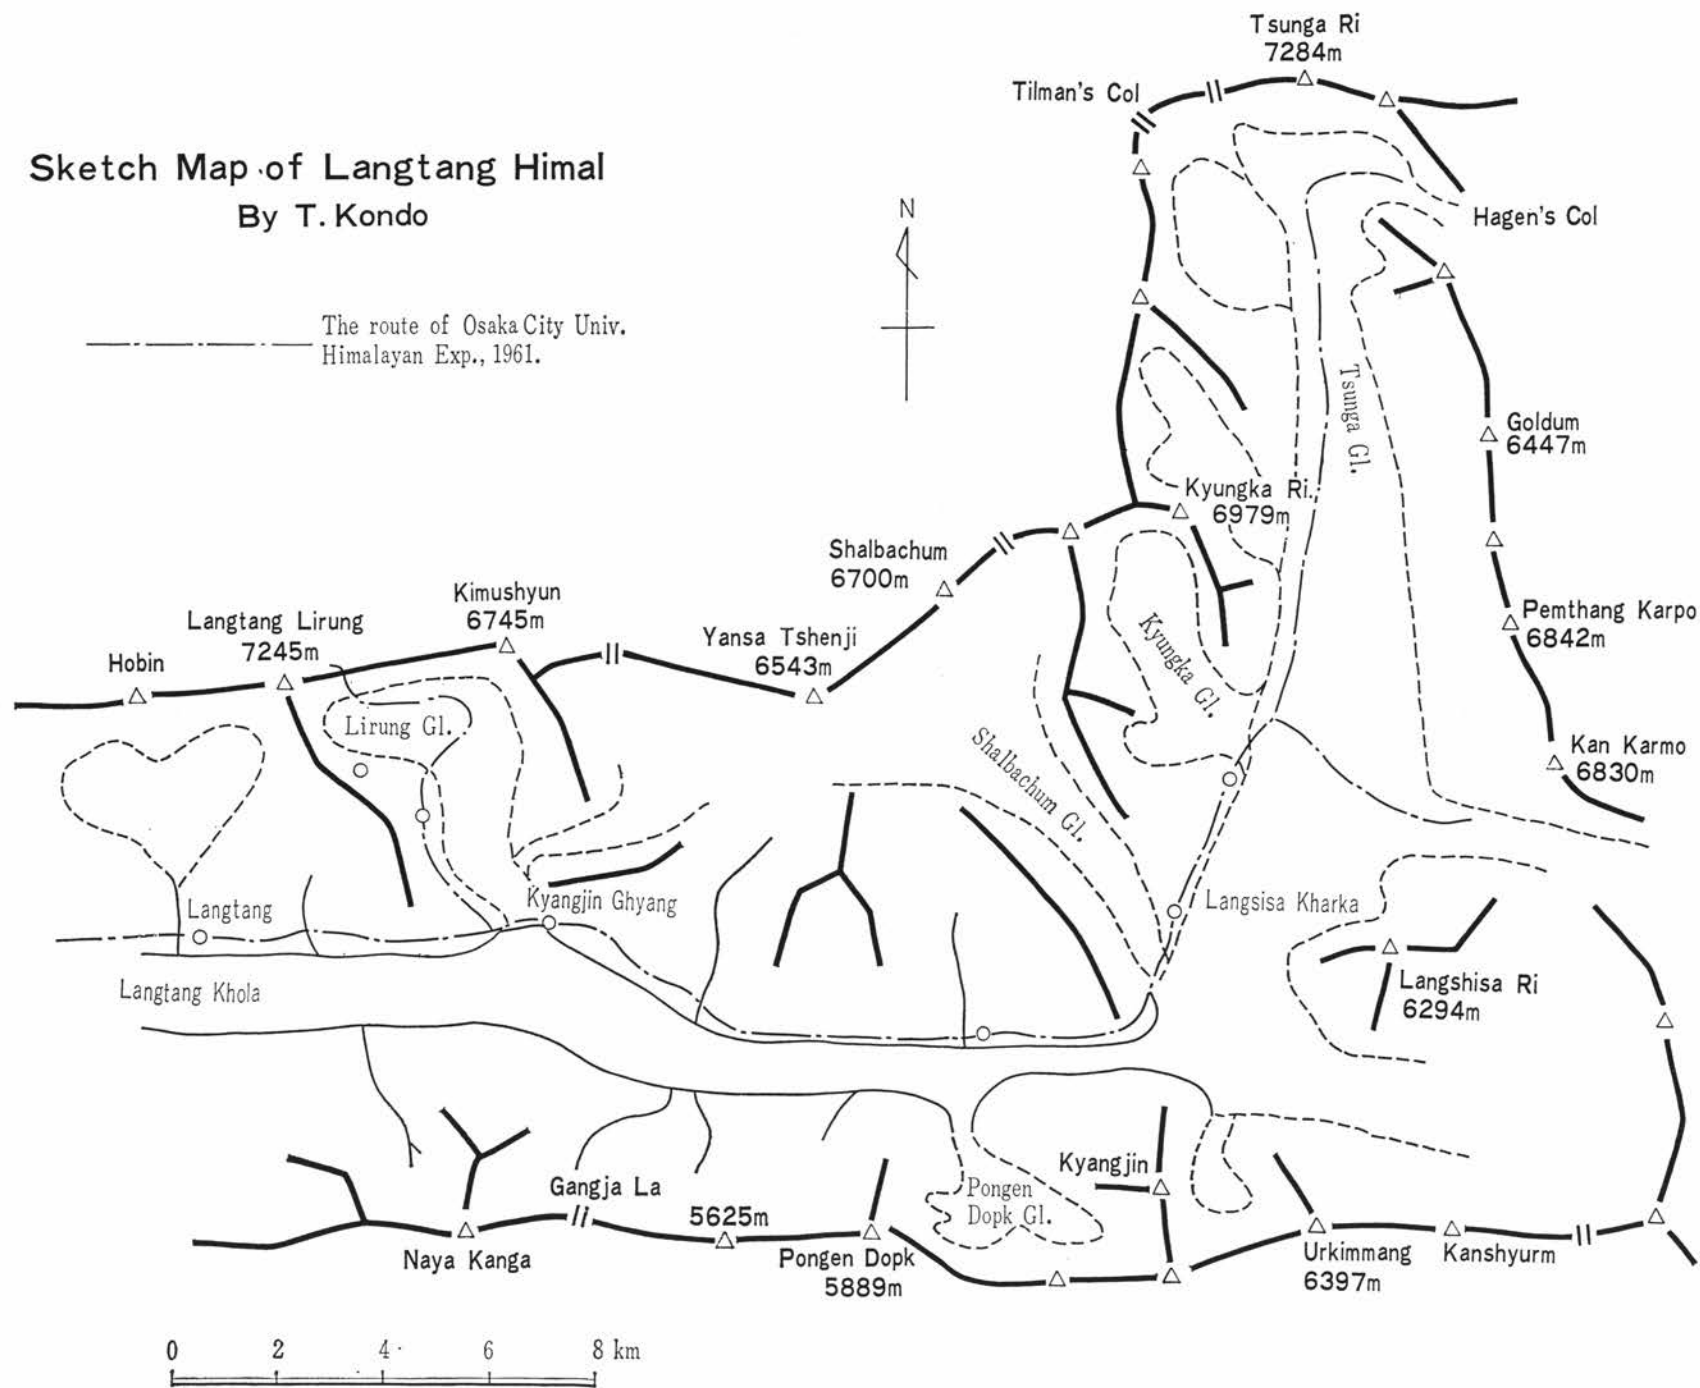 Tsunga Ri
7284m
Tilman's Col
Sketch Map of Langtang Himal
By T. Kondo
N
Hagen's Col
The route of Osaka City Univ.
Himalayan Exp., 1961.
Tsunga Gl.
Goldum
6447m
Kyungka Ri.
6979m
Shalbachum
6700m
Kimushyun
6745m
Langtang Lirung
7245m
Yansa Tshenji
6543m
Hobin
Pemthang Karpo
6842m
Kyungka Gl.
Lirung Gl.
Shalbachum Gl.
Kan Karmo
6830m
Langtang
Kyangjin Ghyang
Langsisa Kharka
Langtang Khola
Langshisa Ri
6294m
Kyangjin
Gangja La
5625m
Pongen
Dopk Gl.
Naya Kanga
Pongen Dopk
5889m
Urkimmang
6397m
Kanshyurm
0 2 4 6 8 km